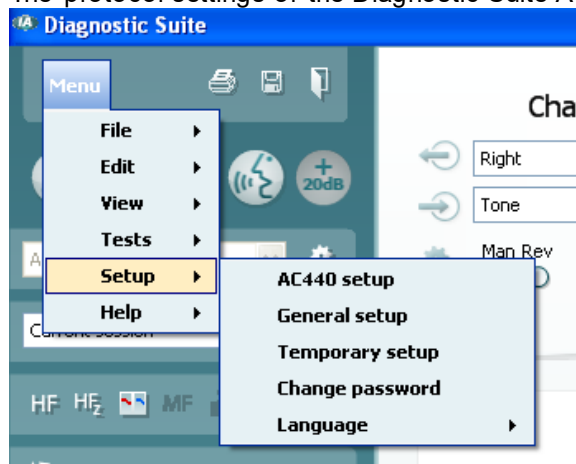 The protocol settings of the Diagnostic Suite A
Diagnostic Suite
Menu
Cha
File
Edit
View
Tests
Setup
Help
+
20dB
Right
Tone
Man Rev
A
Current session
AC440 setup
General setup
Temporary setup
Change password
Language
HF HFz MF